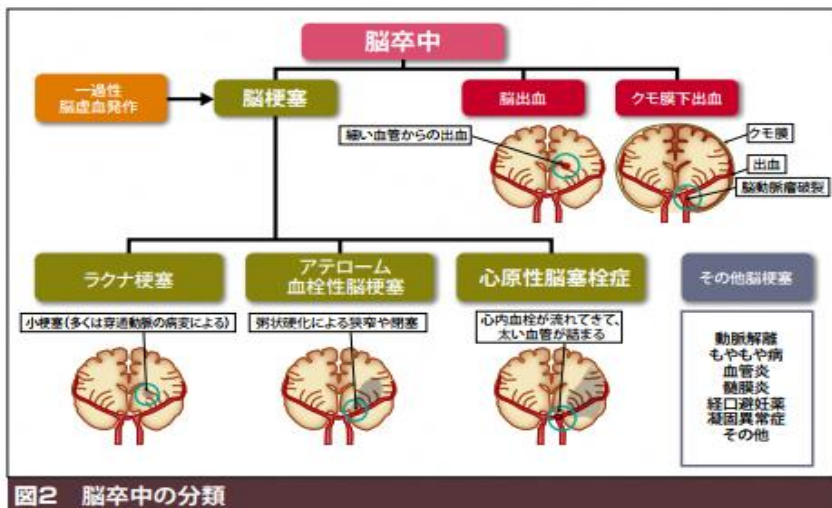 脳卒中
一過性
脳虚血発作
脳梗塞
脳出血
クモ膜下出血
細い血管からの出血
クモ膜
出血
脳動脈瘤破裂
ラクナ梗塞
アテローム
血栓性脳梗塞
心原性脳塞栓症
その他脳梗塞
小梗塞(多くは穿通動脈の病変による)
粥状硬化による狭窄や閉塞
心内血栓が流れてきて、
太い血管が詰まる
動脈解離
もやもや病
血管炎
髄膜炎
経口避妊薬
凝固異常症
その他
図2 脳卒中の分類